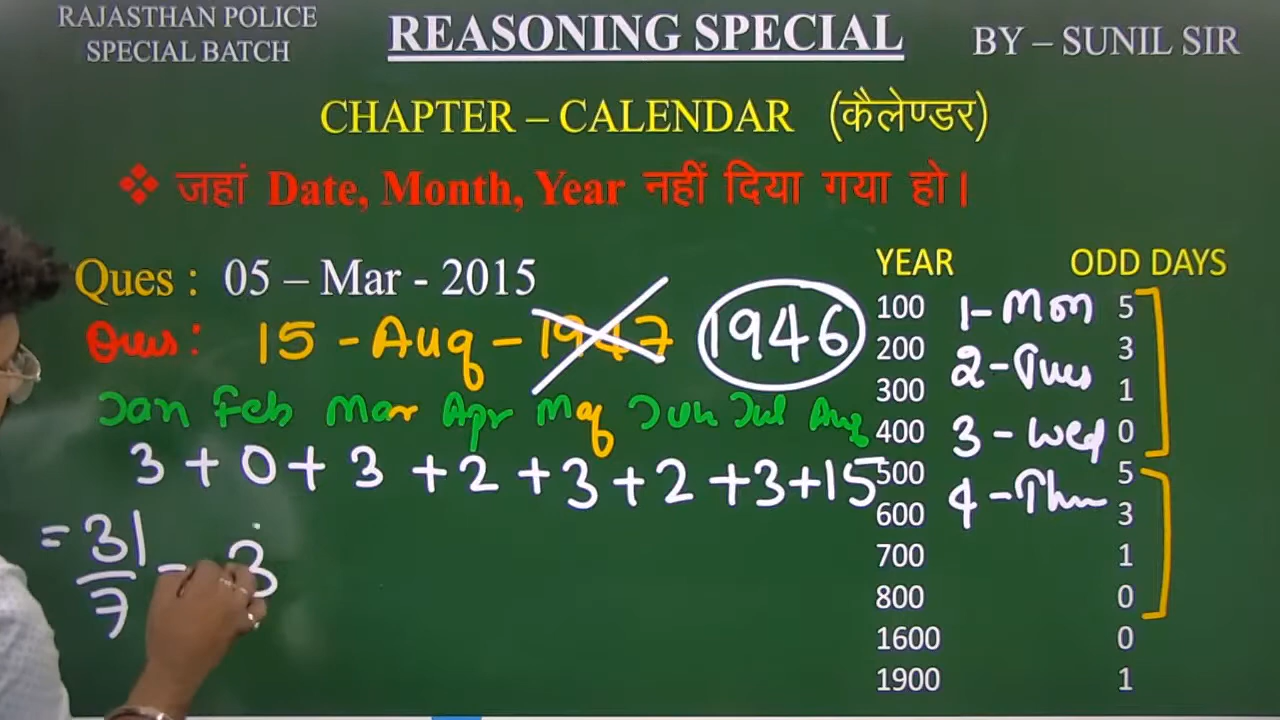 RAJASTHAN POLICE
SPECIAL BATCH
REASONING SPECIAL
BY – SUNIL SIR
CHAPTER – CALENDAR (कैलेण्डर)
❖ जहां Date, Month, Year नहीं दिया गया हो।
Ques : 05 – Mar - 2015
Ques: 15 - Aug - 1947 1946
Jan Feb Mar Apr May Jun Jul Aug
3 + 0 + 3 + 2 + 3 + 2 + 3 + 15
= 31/7 - 3
YEAR ODD DAYS
100 1 - Mon 5
200 2 - Tues 3
300 1
400 3 - Wed 0
500 5
600 4 - Thu 3
700 1
800 0
1600 0
1900 1